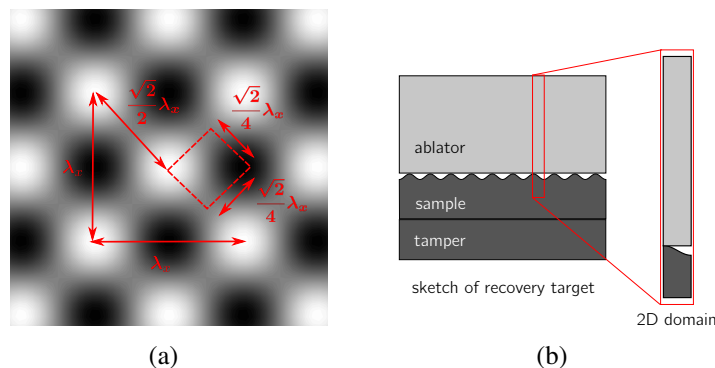 √2/2 λₓ
√2/4 λₓ
λₓ
√2/4 λₓ
λₓ
(a)
ablator
sample
tamper
sketch of recovery target
2D domain
(b)